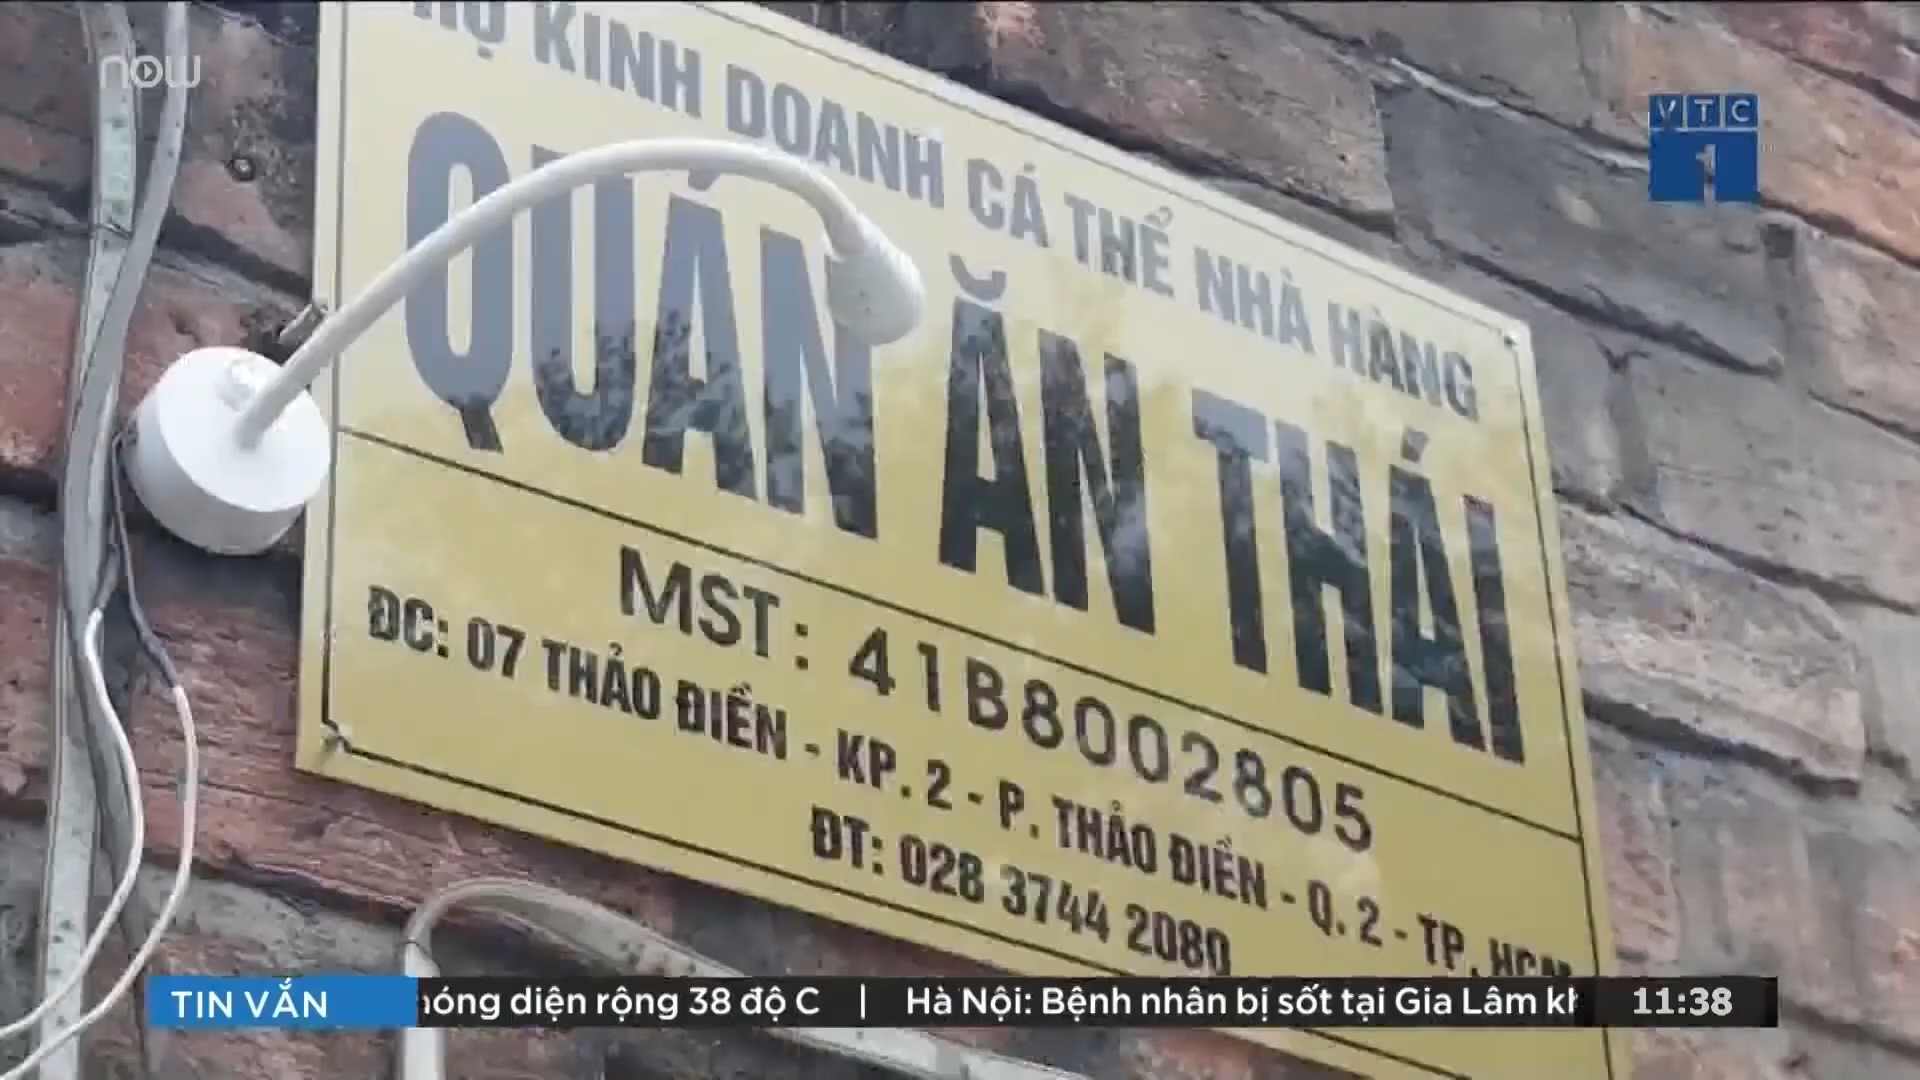 now
VTC
1
HỘ KINH DOANH CÁ THỂ NHÀ HÀNG
QUÁN ĂN THÁI
MST: 41B8002805
ĐC: 07 THẢO ĐIỀN - KP. 2 - P. THẢO ĐIỀN - Q. 2 - TP. HCM
ĐT: 028 3744 2080
TIN VẮN
diện rộng 38 độ C | Hà Nội: Bệnh nhân bị sốt tại Gia Lâm
11:38